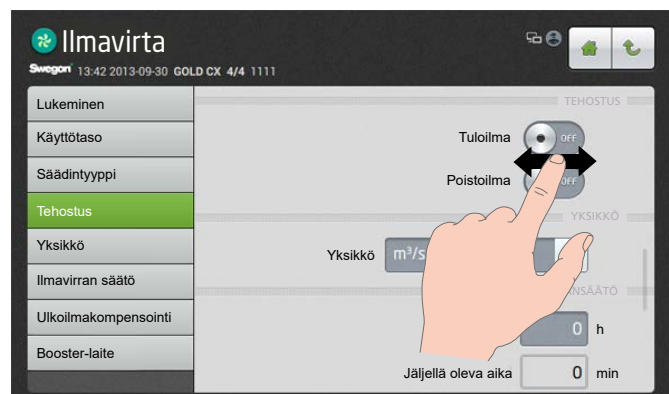 Ilmavirta
Swegon 13:42 2013-09-30 GOLD CX 4/4 1111
Lukeminen
Käyttötaso
Säädintyyppi
Tehostus
Yksikkö
Ilmavirran säätö
Ulkoilmakompensointi
Booster-laite
TEHOSTUS
Tuloilma OFF
Poistoilma OFF
YKSIKKÖ
Yksikkö m³/s
NSÄÄTÖ
0 h
Jäljellä oleva aika 0 min